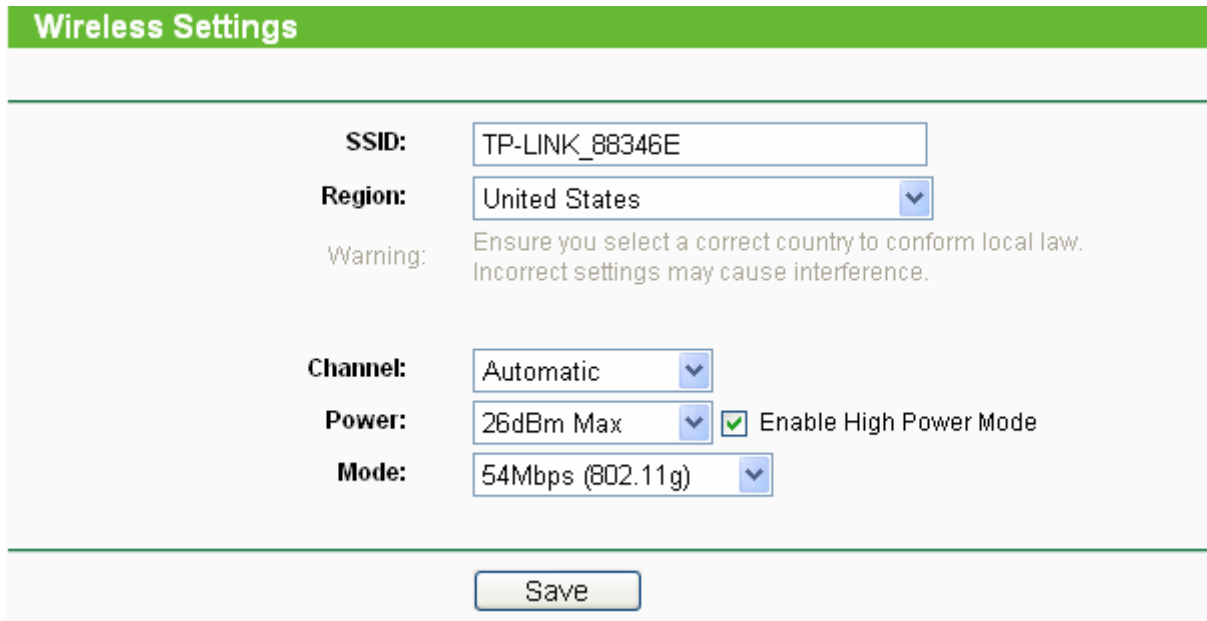 Wireless Settings
SSID: TP-LINK_88346E
Region: United States
Warning: Ensure you select a correct country to conform local law.
Incorrect settings may cause interference.
Channel: Automatic
Power: 26dBm Max Enable High Power Mode
Mode: 54Mbps (802.11g)
Save